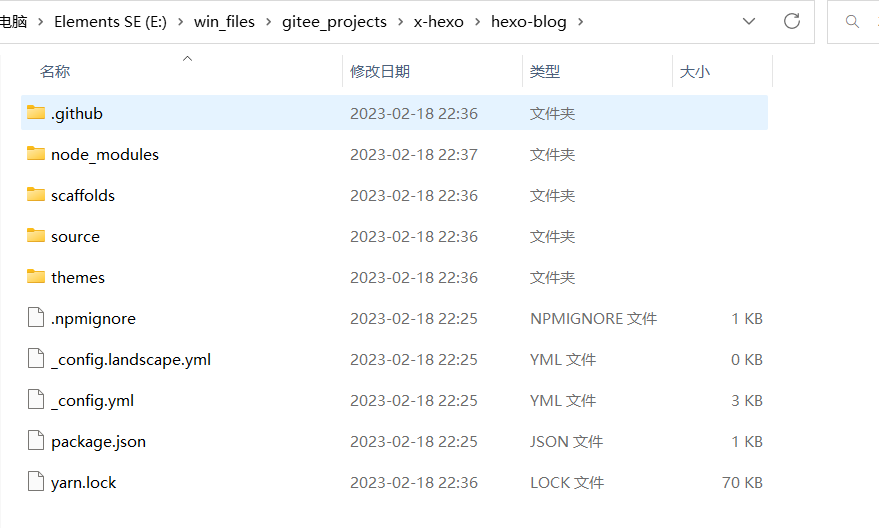 电脑 › Elements SE (E:) › win_files › gitee_projects › x-hexo › hexo-blog ›
名称 修改日期 类型 大小
.github 2023-02-18 22:36 文件夹
node_modules 2023-02-18 22:37 文件夹
scaffolds 2023-02-18 22:36 文件夹
source 2023-02-18 22:36 文件夹
themes 2023-02-18 22:36 文件夹
.npmignore 2023-02-18 22:25 NPMIGNORE 文件 1 KB
_config.landscape.yml 2023-02-18 22:25 YML 文件 0 KB
_config.yml 2023-02-18 22:25 YML 文件 3 KB
package.json 2023-02-18 22:25 JSON 文件 1 KB
yarn.lock 2023-02-18 22:36 LOCK 文件 70 KB